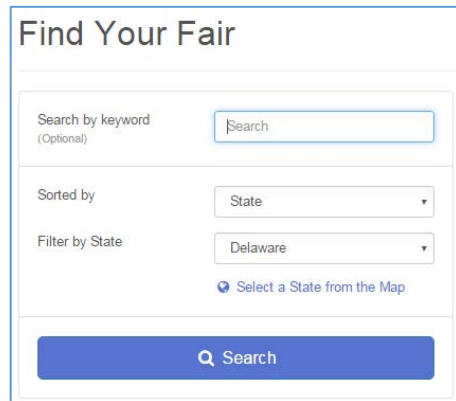 Find Your Fair
Search by keyword
(Optional)
Search
Sorted by
State
Filter by State
Delaware
Select a State from the Map
Search